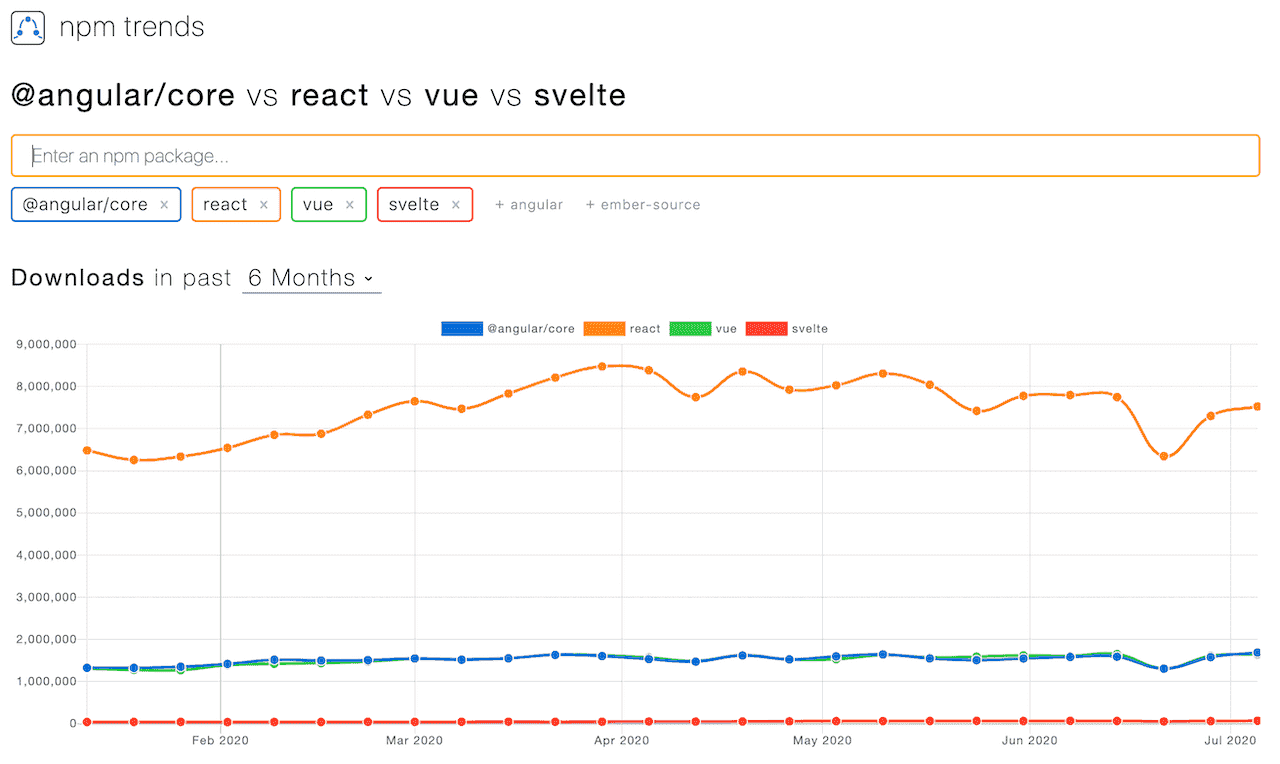 npm trends
@angular/core vs react vs vue vs svelte
Enter an npm package...
@angular/core × react × vue × svelte × + angular + ember-source
Downloads in past 6 Months
@angular/core react vue svelte
9,000,000
8,000,000
7,000,000
6,000,000
5,000,000
4,000,000
3,000,000
2,000,000
1,000,000
0
Feb 2020 Mar 2020 Apr 2020 May 2020 Jun 2020 Jul 2020